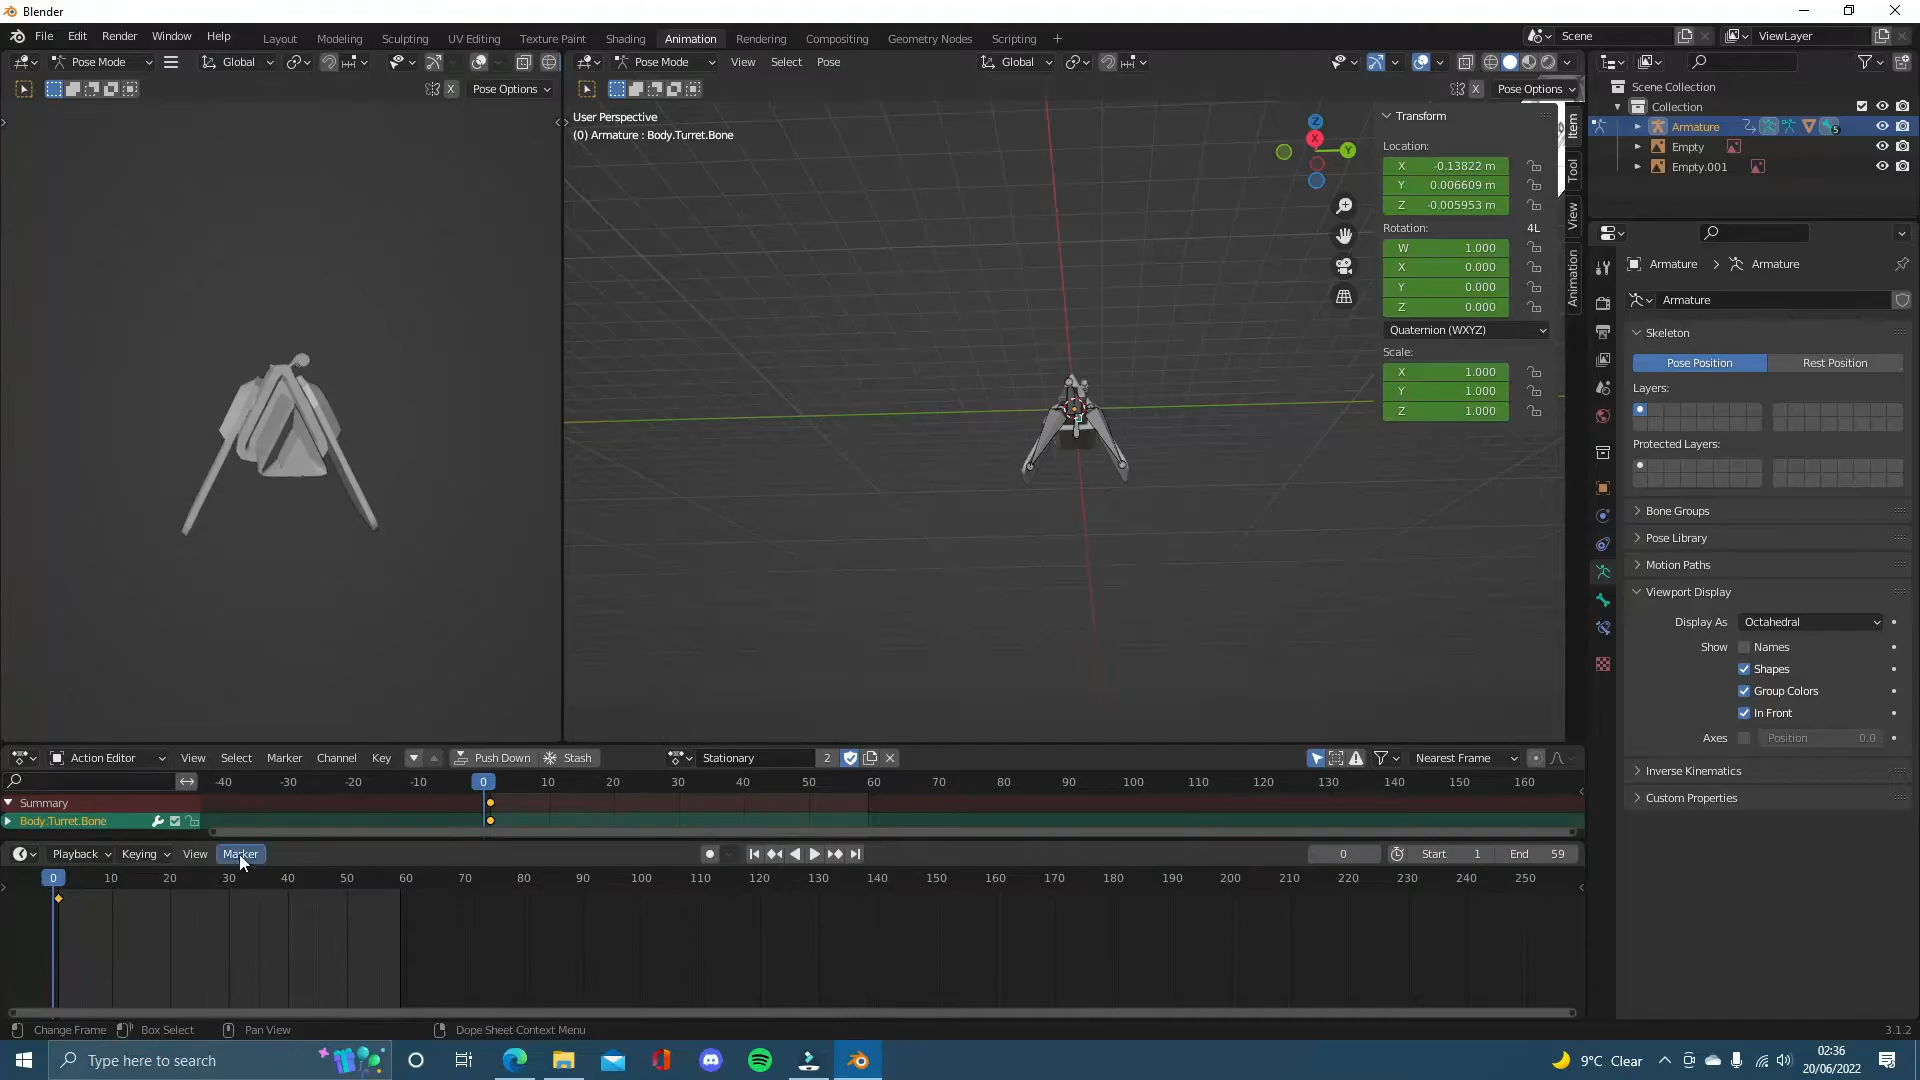 Blender
File Edit Render Window Help
Layout Modeling Sculpting UV Editing Texture Paint Shading Animation Rendering Compositing Geometry Nodes Scripting +
Scene
ViewLayer
Pose Mode
Global
Pose Mode View Select Pose
Global
X Pose Options
X Pose Options
User Perspective
(0) Armature : Body.Turret.Bone
Z
X
Y
Transform
Location:
X -0.13822 m
Y 0.006609 m
Z -0.005953 m
Rotation: 4L
W 1.000
X 0.000
Y 0.000
Z 0.000
Quaternion (WXYZ)
Scale:
X 1.000
Y 1.000
Z 1.000
Item
Tool
View
Animation
Scene Collection
Collection
Armature 5
Empty
Empty.001
Armature > Armature
Armature
Skeleton
Pose Position Rest Position
Layers:
Protected Layers:
Bone Groups
Pose Library
Motion Paths
Viewport Display
Display As Octahedral
Show Names
Shapes
Group Colors
In Front
Axes Position 0.0
Inverse Kinematics
Custom Properties
Action Editor View Select Marker Channel Key Push Down Stash Stationary 2 Nearest Frame
-40 -30 -20 -10 0 10 20 30 40 50 60 70 80 90 100 110 120 130 140 150 160
Summary
Body.Turret.Bone
Playback Keying View Marker 0 Start 1 End 59
0 10 20 30 40 50 60 70 80 90 100 110 120 130 140 150 160 170 180 190 200 210 220 230 240 250
Change Frame Box Select Pan View Dope Sheet Context Menu 3.1.2
Type here to search
9°C Clear
02:36
20/06/2022